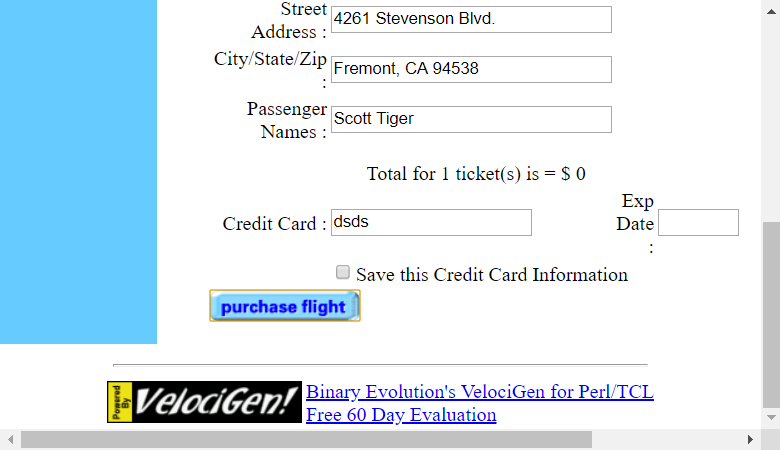 Street
Address :
4261 Stevenson Blvd.
City/State/Zip
:
Fremont, CA 94538
Passenger
Names :
Scott Tiger
Total for 1 ticket(s) is = $ 0
Credit Card :
dsds
Exp
Date
:
Save this Credit Card Information
purchase flight
Powered
By
VelociGen!
Binary Evolution's VelociGen for Perl/TCL
Free 60 Day Evaluation